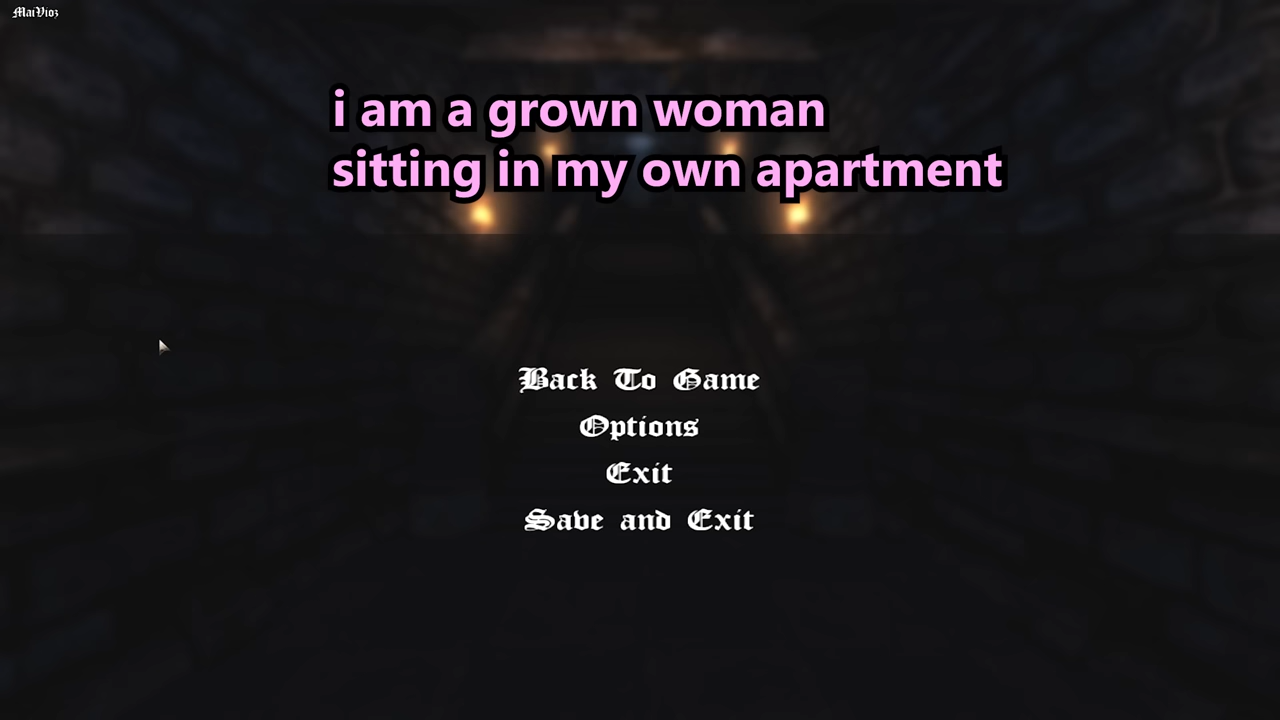 MaiVioz
i am a grown woman
sitting in my own apartment
Back To Game
Options
Exit
Save and Exit